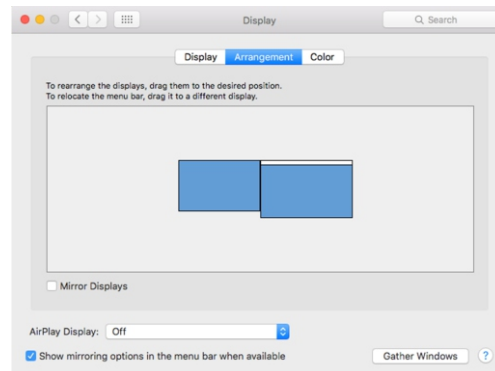 Display
Search
Display Arrangement Color
To rearrange the displays, drag them to the desired position.
To relocate the menu bar, drag it to a different display.
Mirror Displays
AirPlay Display: Off
Show mirroring options in the menu bar when available
Gather Windows ?